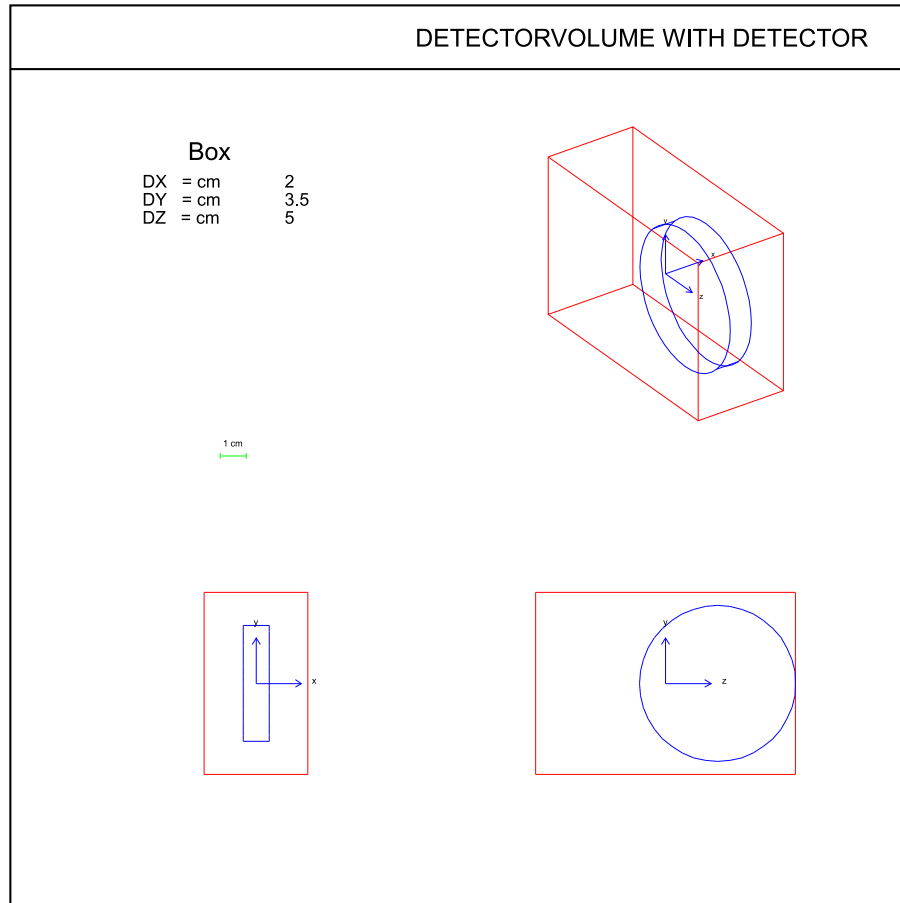 DETECTORVOLUME WITH DETECTOR
Box
DX = cm 2
DY = cm 3.5
DZ = cm 5
y
x
z
1 cm
y
x
y
z